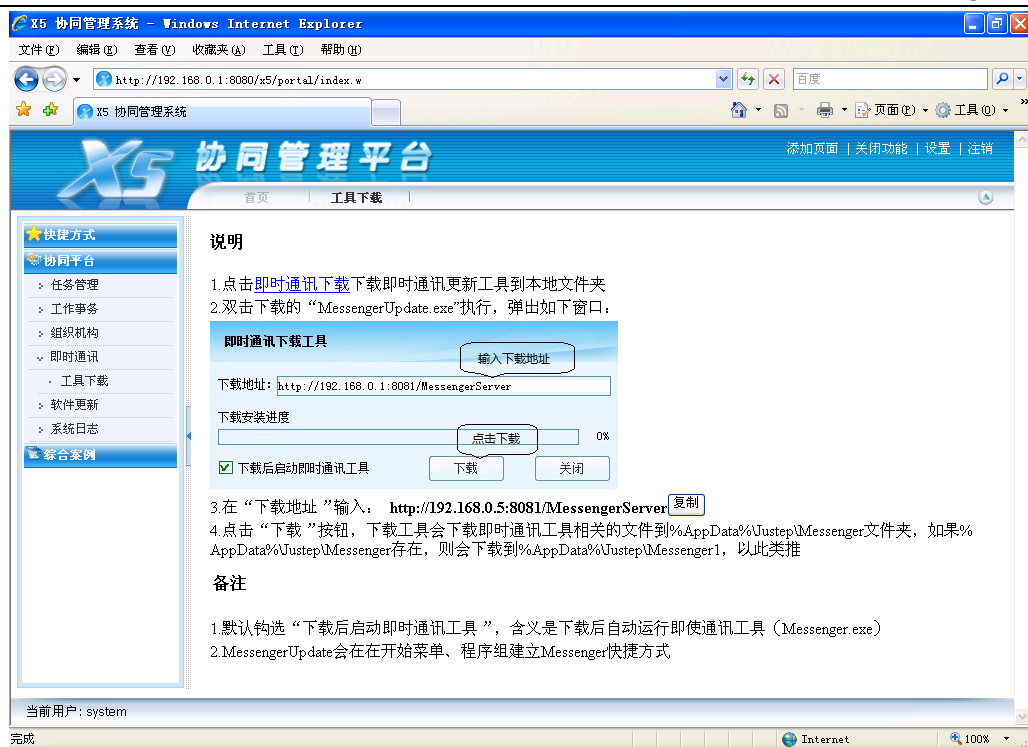 X5 协同管理系统 - Windows Internet Explorer
文件(F) 编辑(E) 查看(V) 收藏夹(A) 工具(T) 帮助(H)
http://192.168.0.1:8080/x5/portal/index.w 百度
X5 协同管理系统 页面(P) 工具(O) »
添加页面 | 关闭功能 | 设置 | 注销
X5 协同管理平台
首页 工具下载
快捷方式
协同平台
任务管理
工作事务
组织机构
即时通讯
工具下载
软件更新
系统日志
综合案例
说明
1.点击即时通讯下载下载即时通讯更新工具到本地文件夹
2.双击下载的“MessengerUpdate.exe”执行，弹出如下窗口：
即时通讯下载工具
输入下载地址
下载地址：http://192.168.0.1:8081/MessengerServer
下载安装进度
点击下载
0%
下载后启动即时通讯工具 下载 关闭
3.在“下载地址 ”输入： http://192.168.0.5:8081/MessengerServer 复制
4.点击“下载 ”按钮，下载工具会下载即时通讯工具相关的文件到%AppData%\Justep\Messenger文件夹，如果%
AppData%\Justep\Messenger存在，则会下载到%AppData%\Justep\Messenger1，以此类推
备注
1.默认钩选“下载后启动即时通讯工具 ”，含义是下载后自动运行即使通讯工具（Messenger.exe）
2.MessengerUpdate会在在开始菜单、程序组建立Messenger快捷方式
当前用户: system
完成 Internet 100%